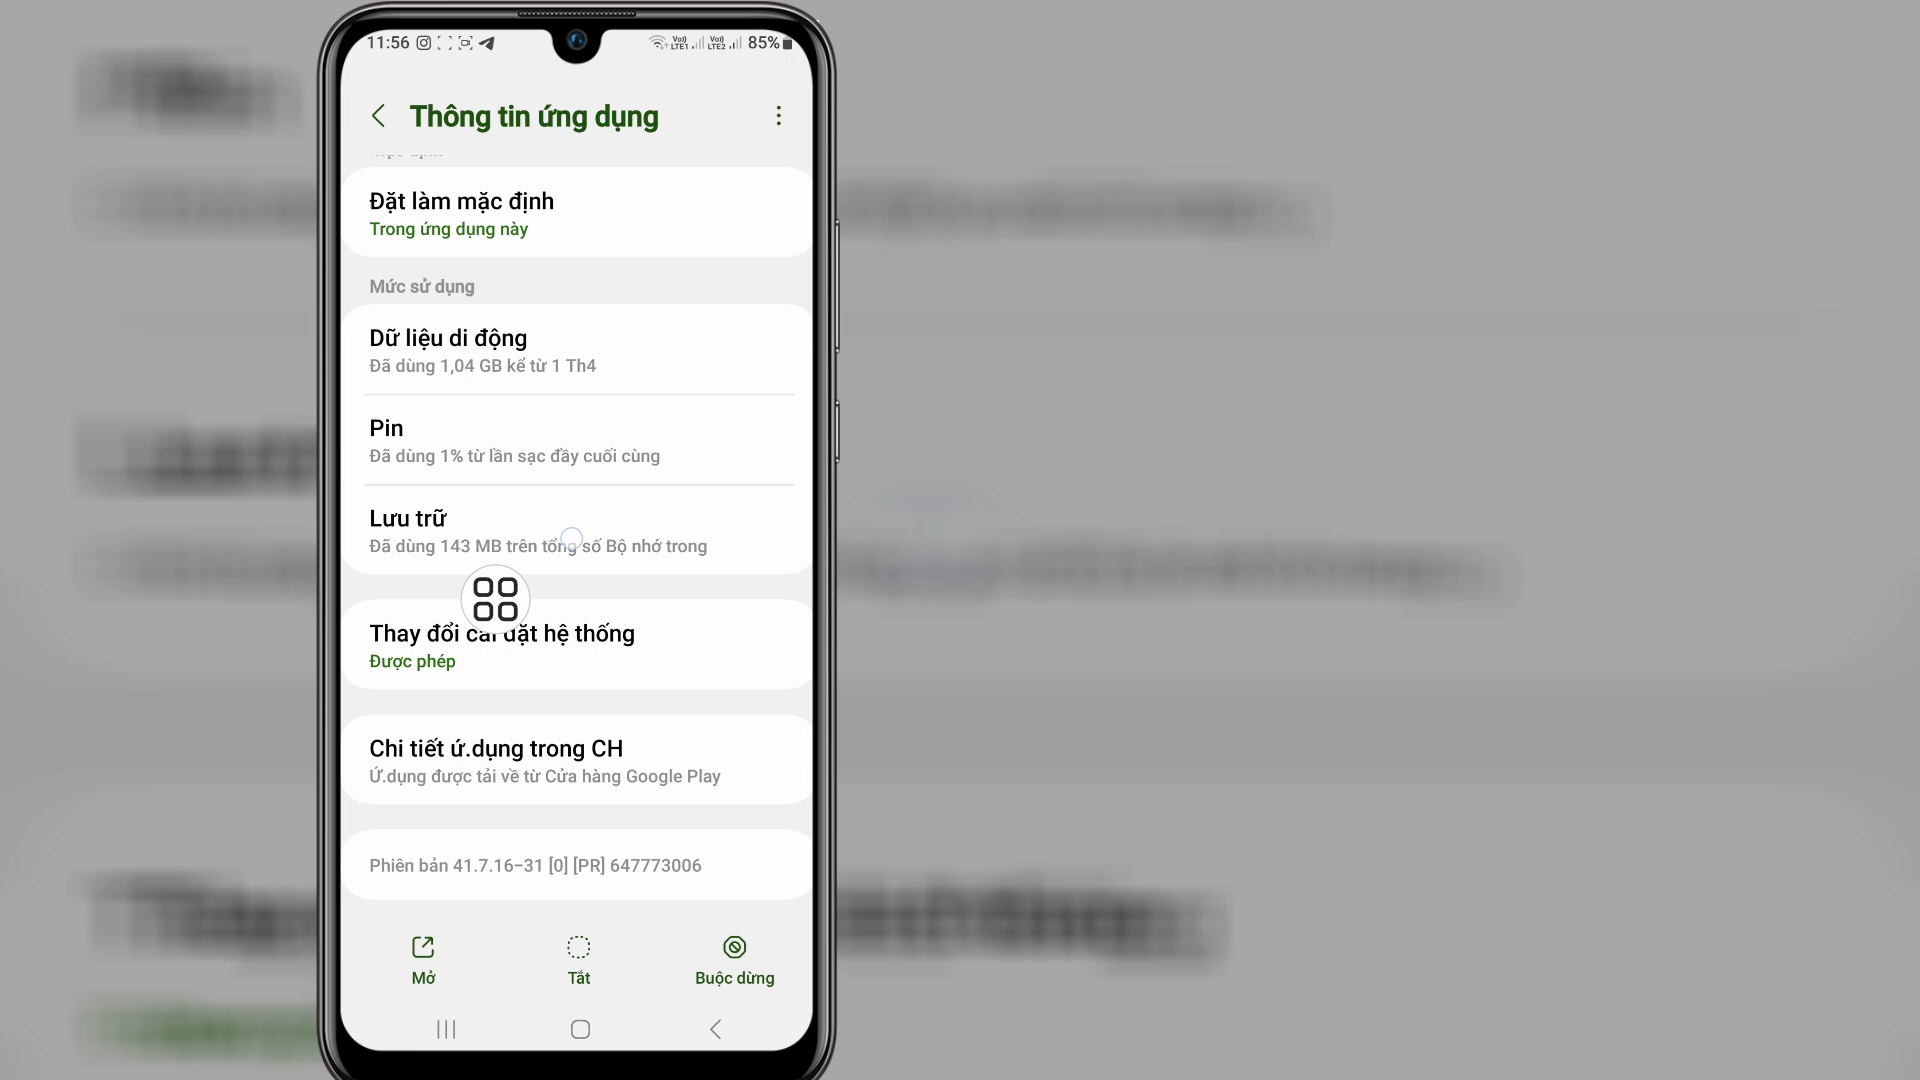 11:56
Vo)) LTE1
Vo)) LTE2
85%
Thông tin ứng dụng
Đặt làm mặc định
Trong ứng dụng này
Mức sử dụng
Dữ liệu di động
Đã dùng 1,04 GB kể từ 1 Th4
Pin
Đã dùng 1% từ lần sạc đầy cuối cùng
Lưu trữ
Đã dùng 143 MB trên tổng số Bộ nhớ trong
Thay đổi cài đặt hệ thống
Được phép
Chi tiết ứ.dụng trong CH
Ứ.dụng được tải về từ Cửa hàng Google Play
Phiên bản 41.7.16-31 [0] [PR] 647773006
Mở
Tắt
Buộc dừng